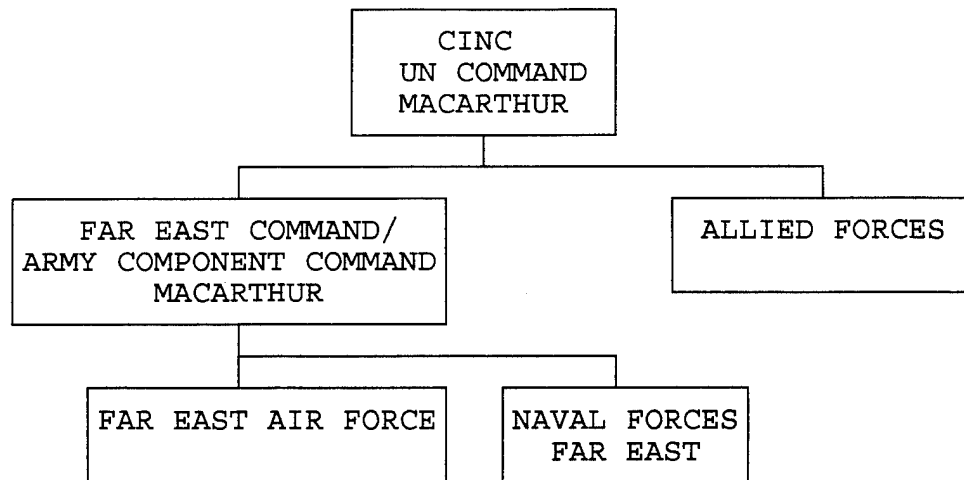 CINC
UN COMMAND
MACARTHUR
FAR EAST COMMAND/
ARMY COMPONENT COMMAND
MACARTHUR
ALLIED FORCES
FAR EAST AIR FORCE
NAVAL FORCES
FAR EAST